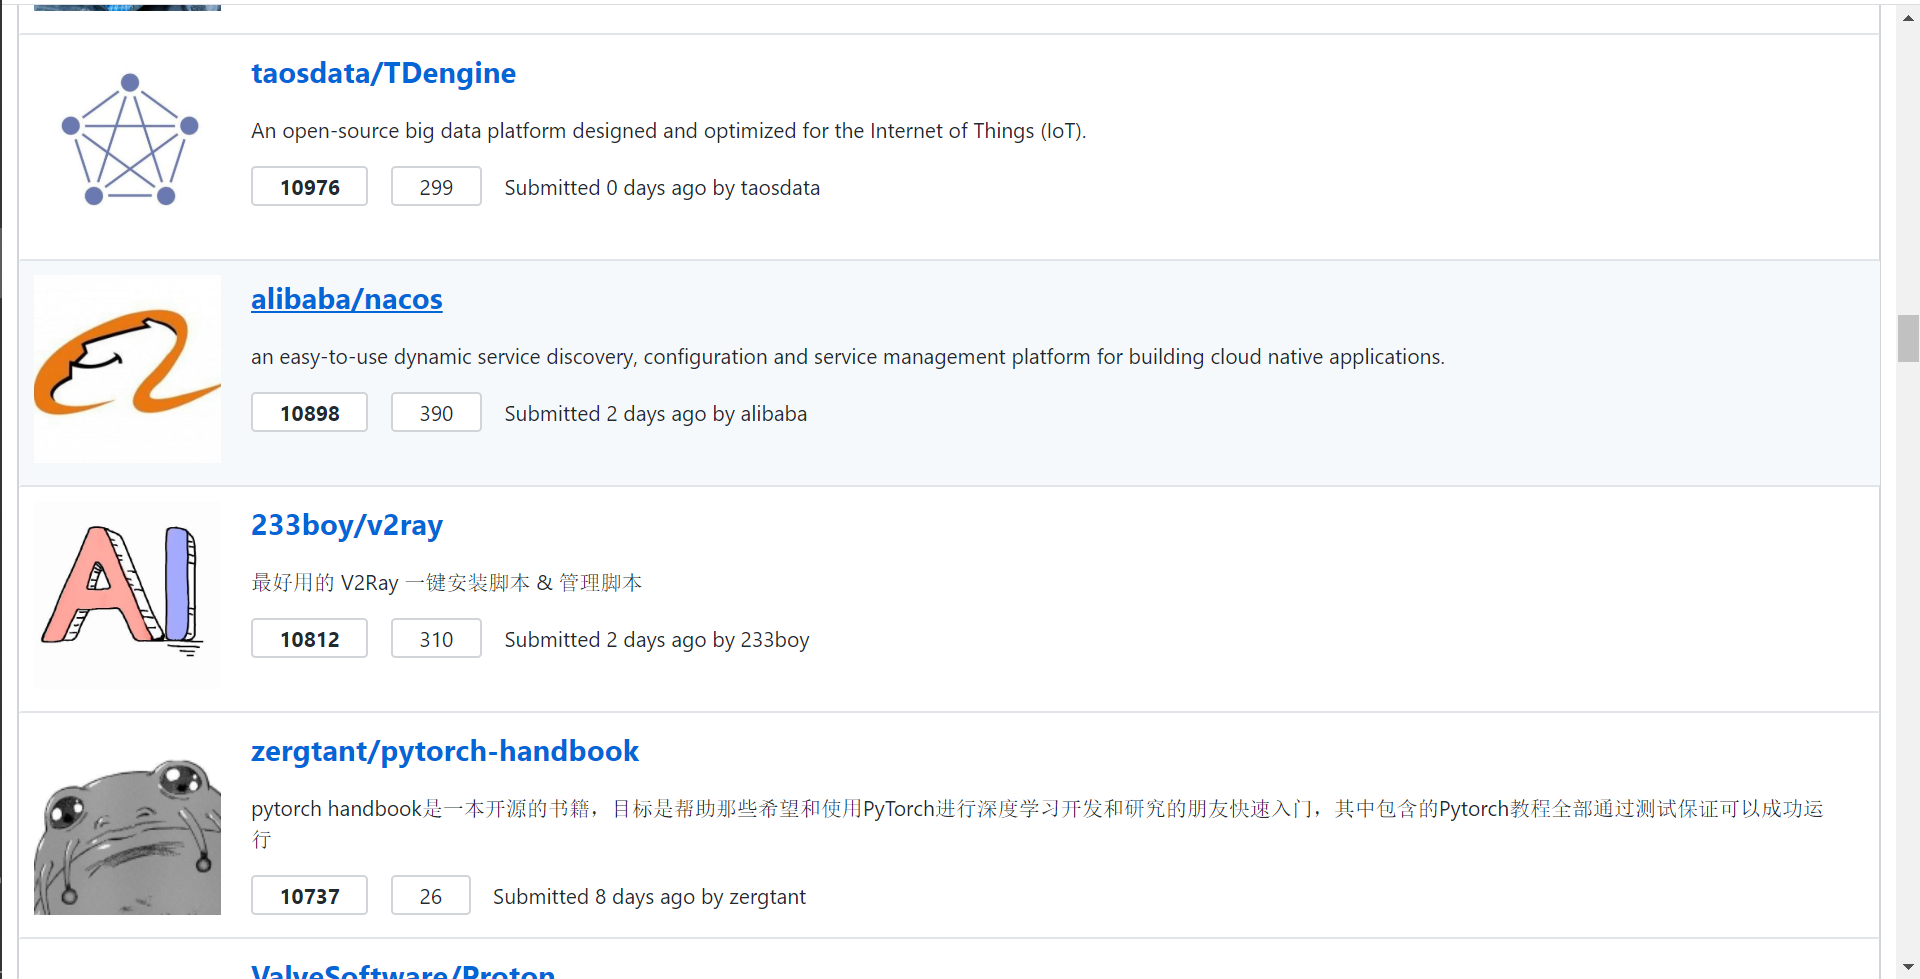 taosdata/TDengine
An open-source big data platform designed and optimized for the Internet of Things (IoT).
10976 299 Submitted 0 days ago by taosdata
alibaba/nacos
an easy-to-use dynamic service discovery, configuration and service management platform for building cloud native applications.
10898 390 Submitted 2 days ago by alibaba
233boy/v2ray
最好用的 V2Ray 一键安装脚本 & 管理脚本
10812 310 Submitted 2 days ago by 233boy
zergtant/pytorch-handbook
pytorch handbook是一本开源的书籍，目标是帮助那些希望和使用PyTorch进行深度学习开发和研究的朋友快速入门，其中包含的Pytorch教程全部通过测试保证可以成功运
行
10737 26 Submitted 8 days ago by zergtant
ValveSoftware/Proton
AI